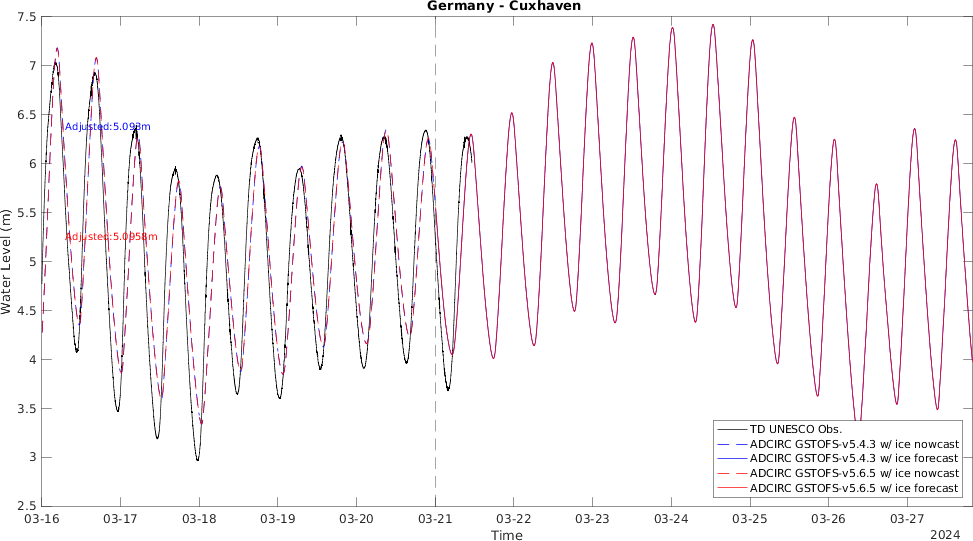 Germany - Cuxhaven
7.5
7
6.5
6
5.5
5
4.5
4
3.5
3
2.5
Water Level (m)
Adjusted:5.093m
Adjusted:5.0958m
TD UNESCO Obs.
ADCIRC GSTOFS-v5.4.3 w/ ice nowcast
ADCIRC GSTOFS-v5.4.3 w/ ice forecast
ADCIRC GSTOFS-v5.6.5 w/ ice nowcast
ADCIRC GSTOFS-v5.6.5 w/ ice forecast
03-16 03-17 03-18 03-19 03-20 03-21 03-22 03-23 03-24 03-25 03-26 03-27
Time
2024